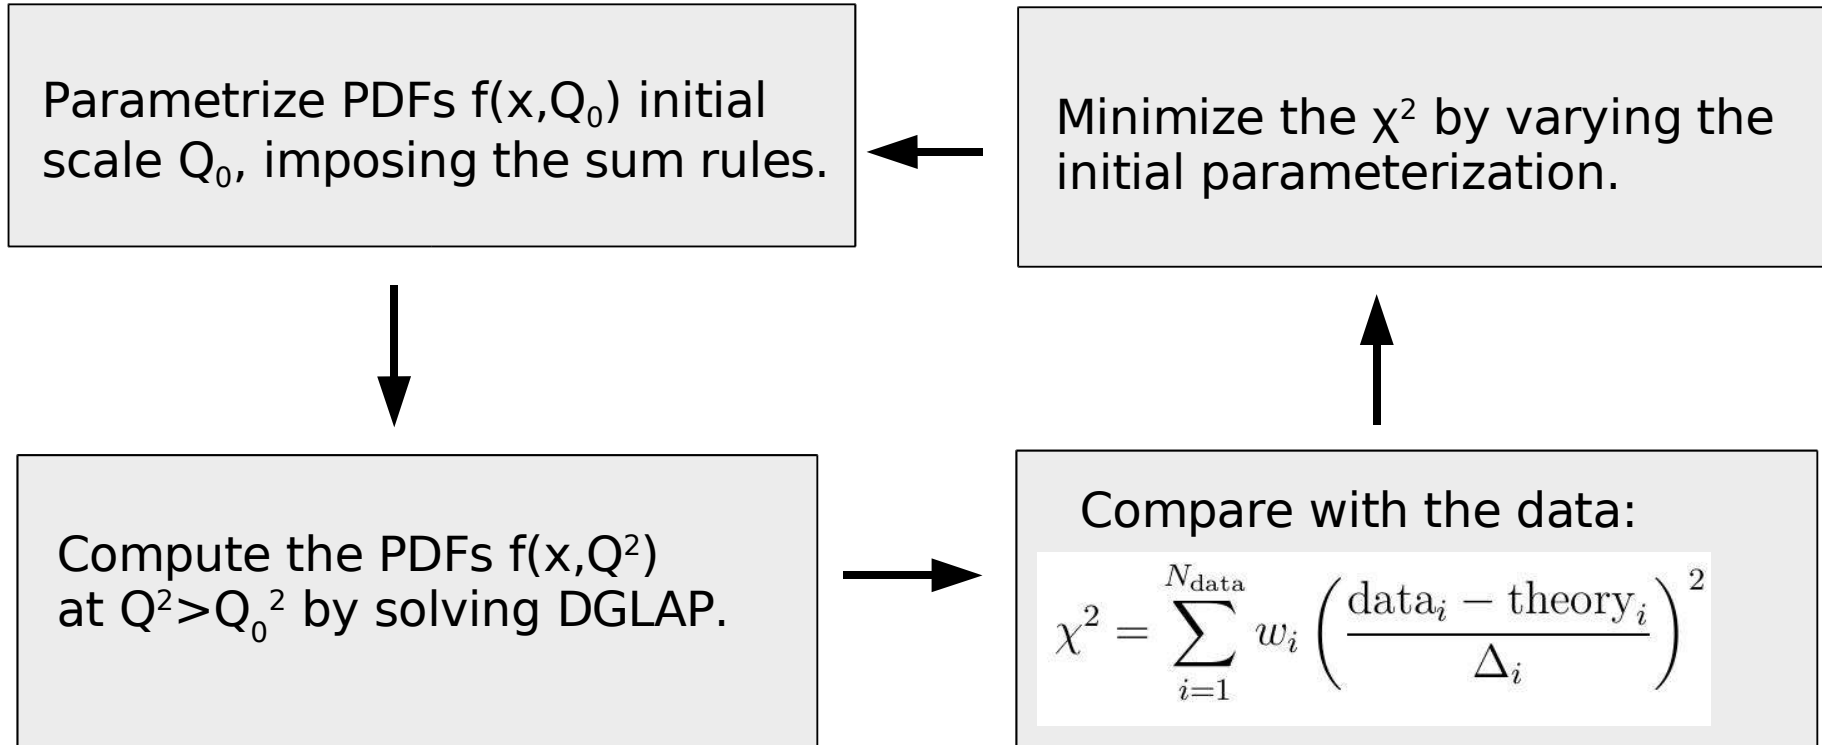 Parametrize PDFs f(x,Q₀) initial
scale Q₀, imposing the sum rules.
Minimize the χ² by varying the
initial parameterization.
Compute the PDFs f(x,Q²)
at Q²>Q₀² by solving DGLAP.
Compare with the data:
χ² = ∑_{i=1}^{N_data} w_i ( (data_i − theory_i) / Δ_i )²